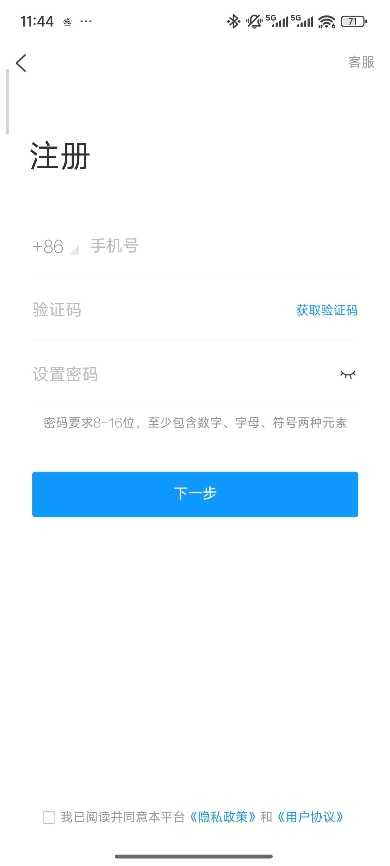 11:44
5G 5G 71
客服
注册
+86 手机号
验证码 获取验证码
设置密码
密码要求8-16位，至少包含数字、字母、符号两种元素
下一步
我已阅读并同意本平台《隐私政策》和《用户协议》